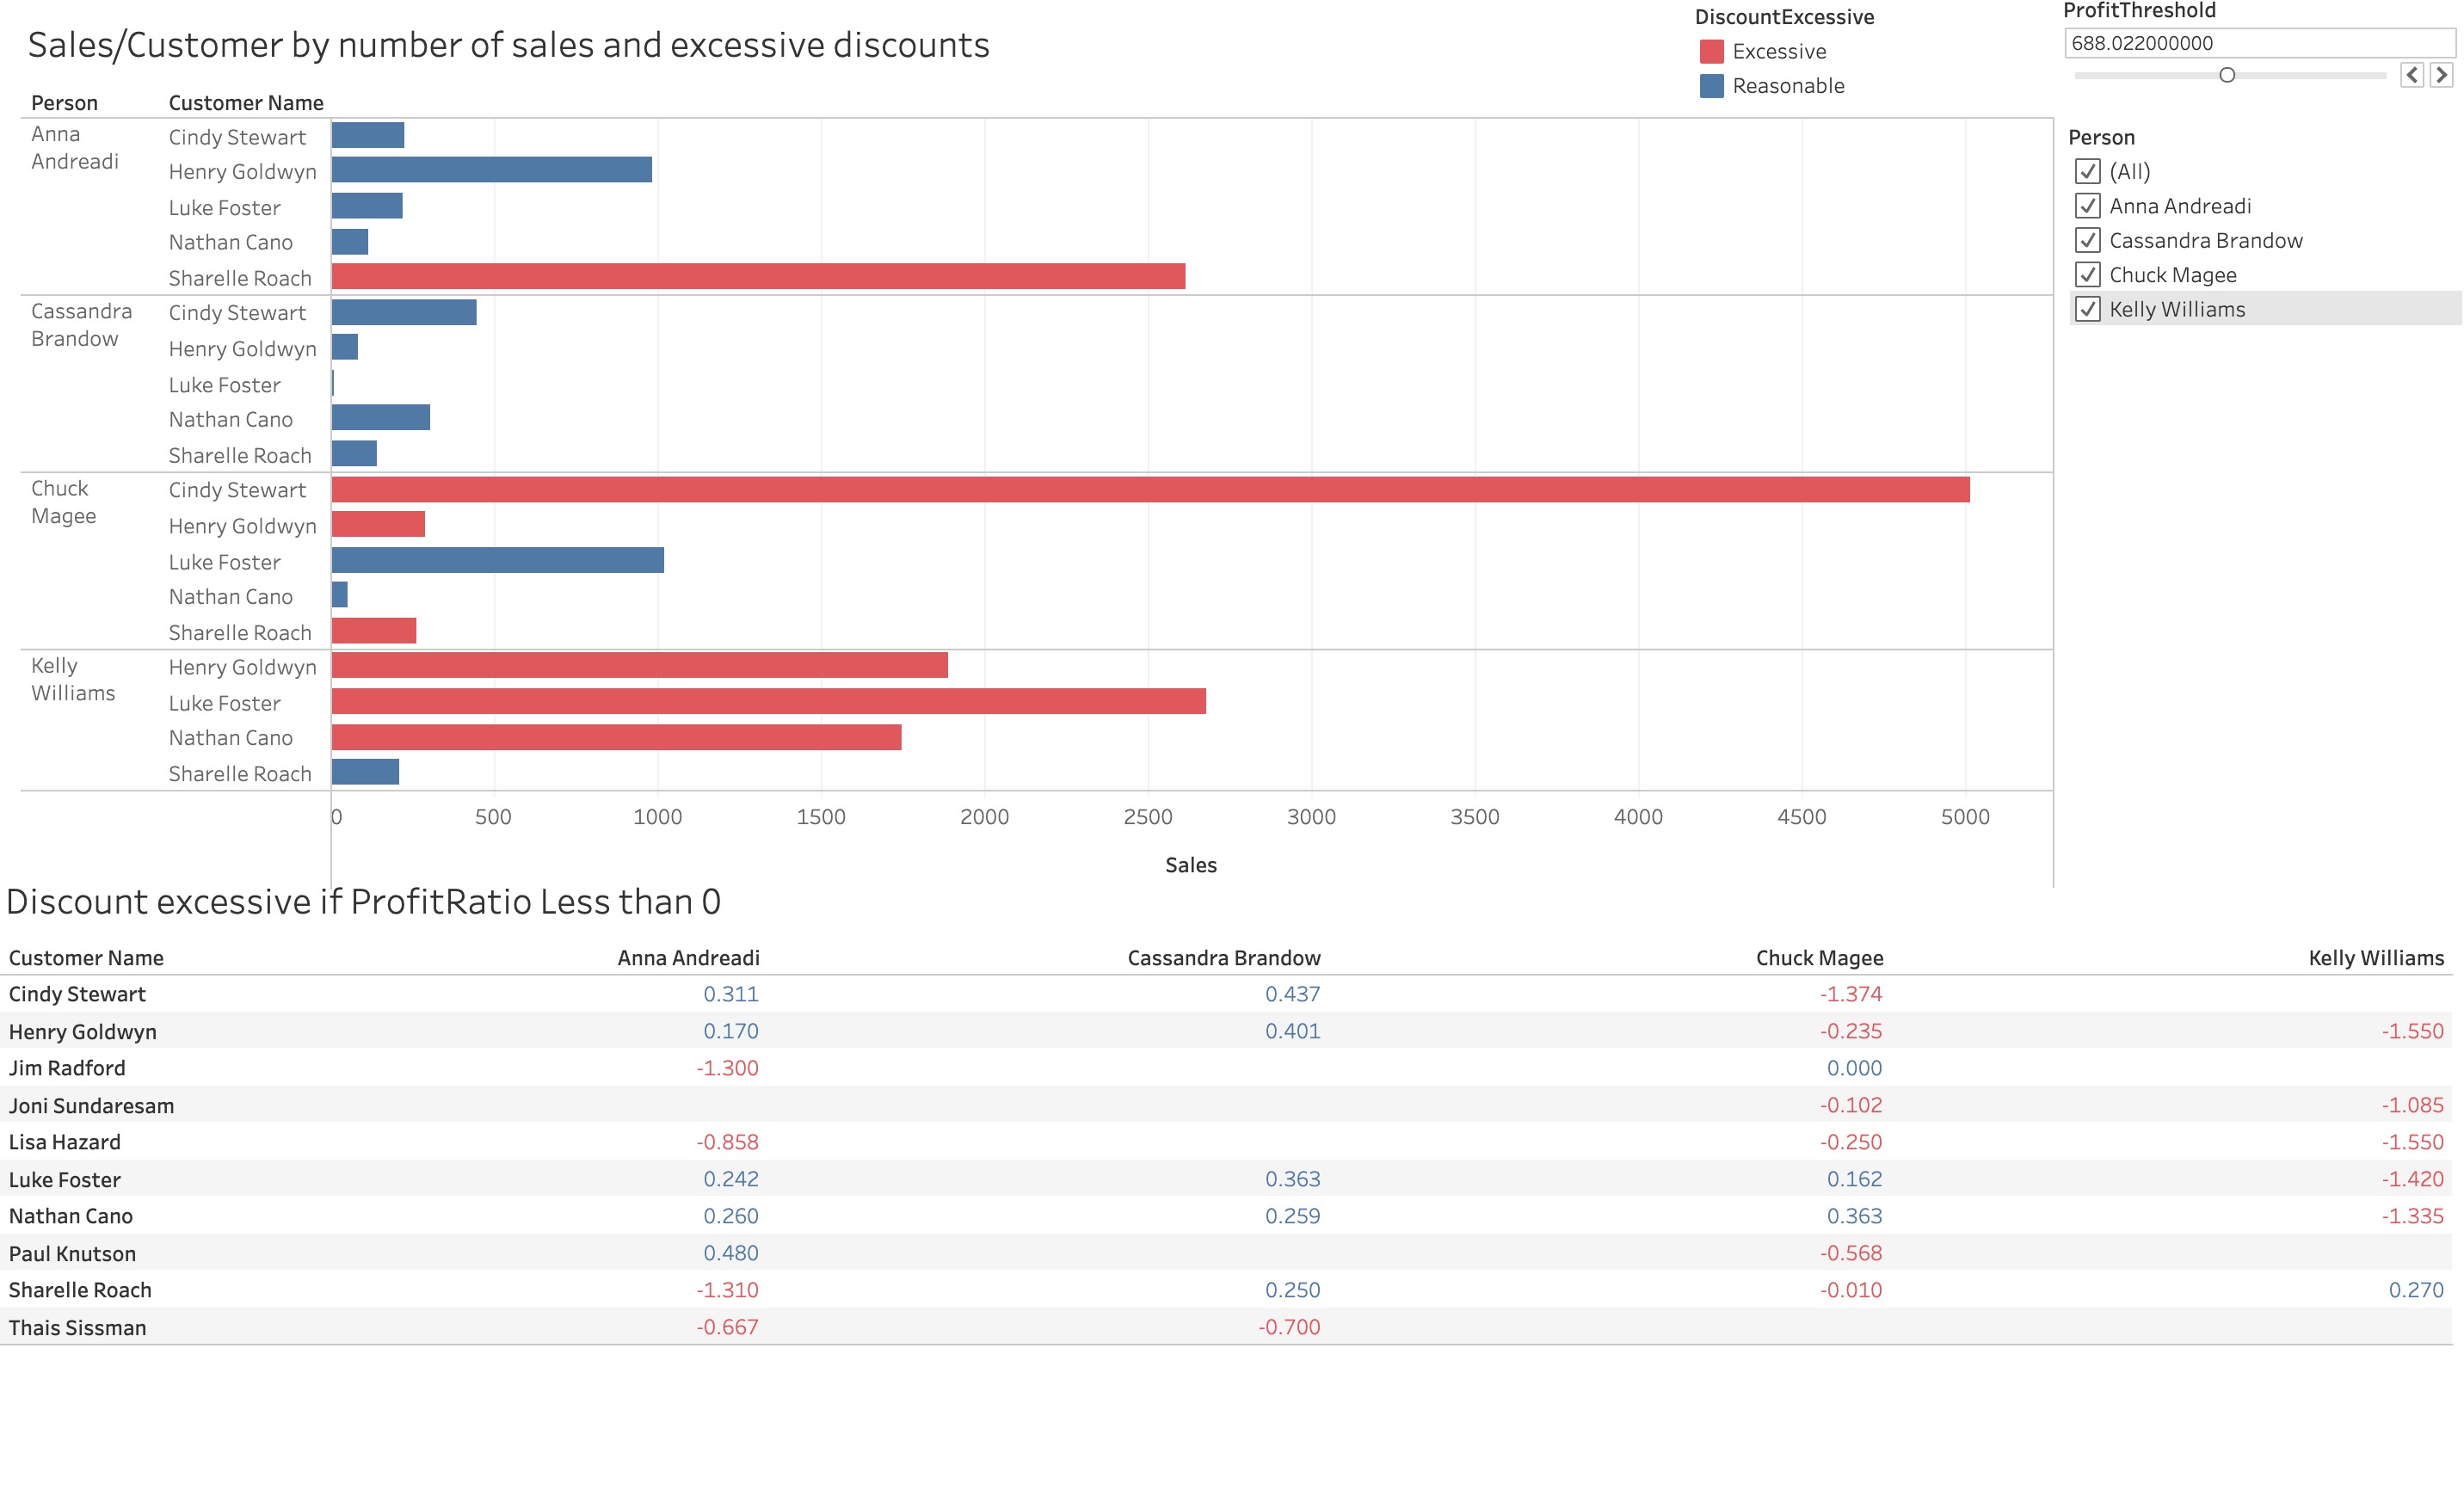 Sales/Customer by number of sales and excessive discounts
DiscountExcessive
Excessive
Reasonable
ProfitThreshold
688.022000000
Person
(All)
Anna Andreadi
Cassandra Brandow
Chuck Magee
Kelly Williams
Person Customer Name
Anna
Andreadi
Cindy Stewart
Henry Goldwyn
Luke Foster
Nathan Cano
Sharelle Roach
Cassandra
Brandow
Cindy Stewart
Henry Goldwyn
Luke Foster
Nathan Cano
Sharelle Roach
Chuck
Magee
Cindy Stewart
Henry Goldwyn
Luke Foster
Nathan Cano
Sharelle Roach
Kelly
Williams
Henry Goldwyn
Luke Foster
Nathan Cano
Sharelle Roach
0 500 1000 1500 2000 2500 3000 3500 4000 4500 5000
Sales
Discount excessive if ProfitRatio Less than 0
Customer Name Anna Andreadi Cassandra Brandow Chuck Magee Kelly Williams
Cindy Stewart 0.311 0.437 -1.374
Henry Goldwyn 0.170 0.401 -0.235 -1.550
Jim Radford -1.300 0.000
Joni Sundaresam -0.102 -1.085
Lisa Hazard -0.858 -0.250 -1.550
Luke Foster 0.242 0.363 0.162 -1.420
Nathan Cano 0.260 0.259 0.363 -1.335
Paul Knutson 0.480 -0.568
Sharelle Roach -1.310 0.250 -0.010 0.270
Thais Sissman -0.667 -0.700